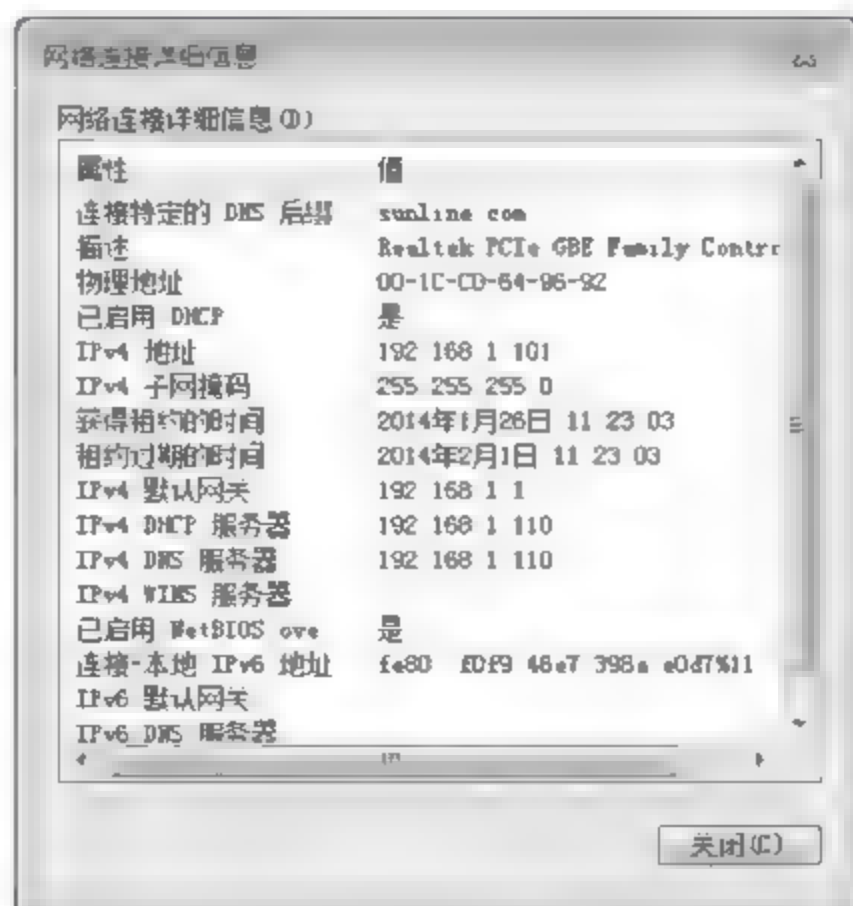 网络连接详细信息
网络连接详细信息(D)
属性 值
连接特定的 DNS 后缀 sunline com
描述 Realtek PCIe GBE Family Contr
物理地址 00-1C-CD-64-96-92
已启用 DHCP 是
IPv4 地址 192 168 1 101
IPv4 子网掩码 255 255 255 0
获得租约的时间 2014年1月26日 11 23 03
租约过期的时间 2014年2月1日 11 23 03
IPv4 默认网关 192 168 1 1
IPv4 DHCP 服务器 192 168 1 110
IPv4 DNS 服务器 192 168 1 110
IPv4 WINS 服务器
已启用 NetBIOS ove 是
连接-本地 IPv6 地址 fe80 fDf9 46e7 398a e0d7%11
IPv6 默认网关
IPv6 DNS 服务器
关闭(C)